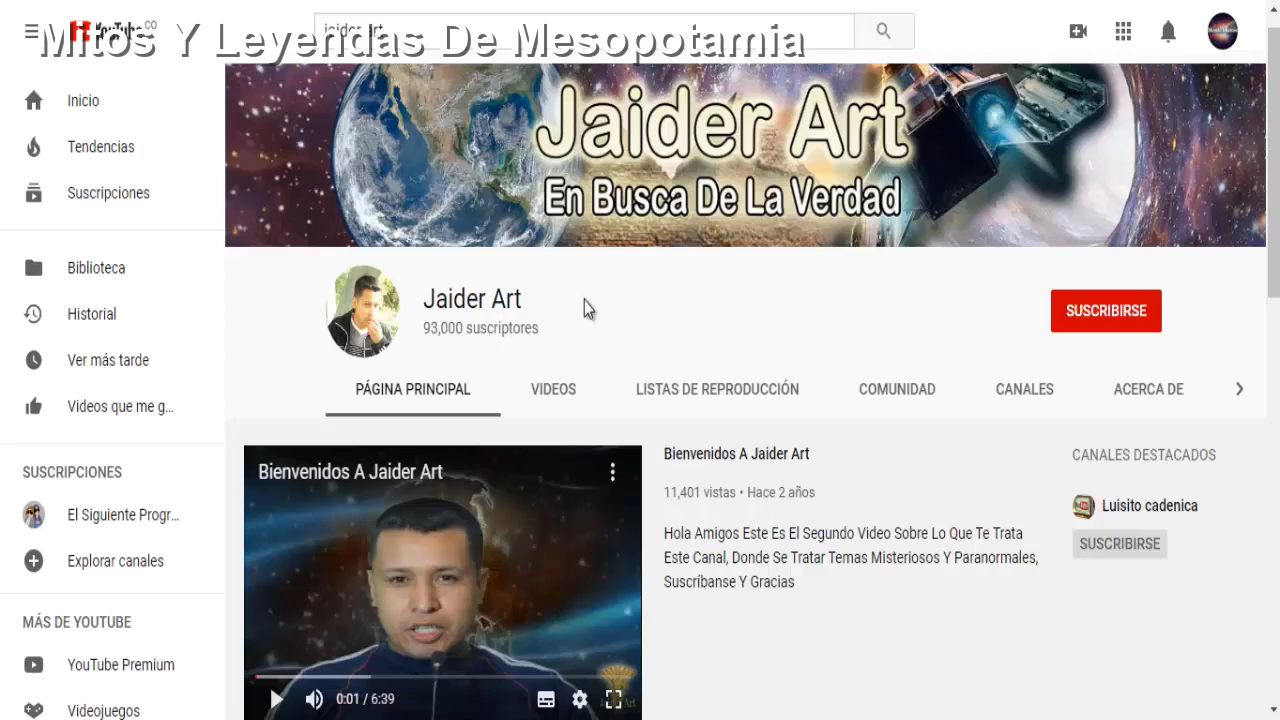 Mitos Y Leyendas De Mesopotamia
YouTube CO
jaider Art
Jaider Art
En Busca De La Verdad
Inicio
Tendencias
Suscripciones
Biblioteca
Historial
Ver más tarde
Videos que me g...
SUSCRIPCIONES
El Siguiente Progr...
Explorar canales
MÁS DE YOUTUBE
YouTube Premium
Videojuegos
Jaider Art
93,000 suscriptores
SUSCRIBIRSE
PÁGINA PRINCIPAL
VIDEOS
LISTAS DE REPRODUCCIÓN
COMUNIDAD
CANALES
ACERCA DE
Bienvenidos A Jaider Art
0:01 / 6:39
Bienvenidos A Jaider Art
11,401 vistas • Hace 2 años
Hola Amigos Este Es El Segundo Video Sobre Lo Que Te Trata
Este Canal, Donde Se Tratar Temas Misteriosos Y Paranormales,
Suscríbanse Y Gracias
CANALES DESTACADOS
Luisito cadenica
SUSCRIBIRSE